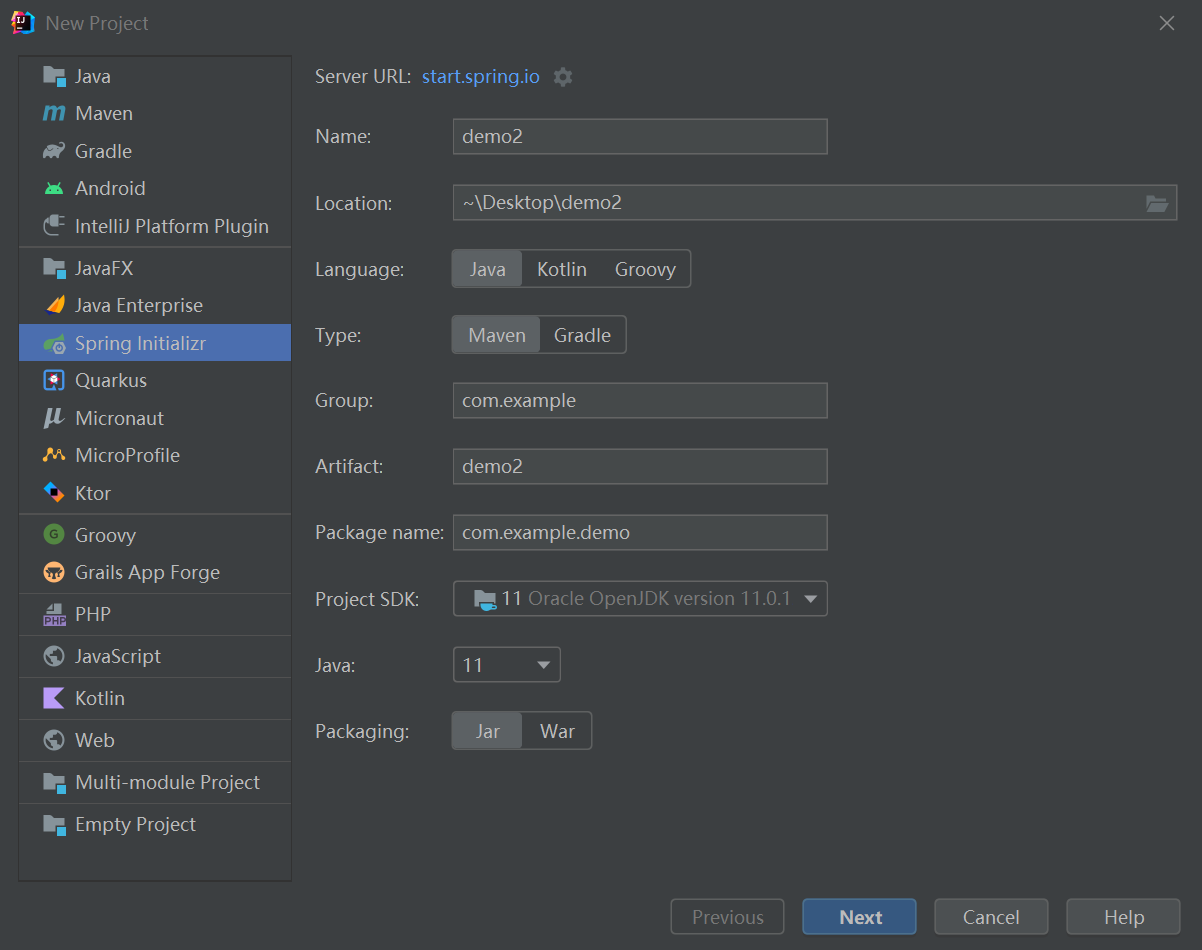 New Project
Java
Maven
Gradle
Android
IntelliJ Platform Plugin
JavaFX
Java Enterprise
Spring Initializr
Quarkus
Micronaut
MicroProfile
Ktor
Groovy
Grails App Forge
PHP
JavaScript
Kotlin
Web
Multi-module Project
Empty Project
Server URL: start.spring.io
Name: demo2
Location: ~\Desktop\demo2
Language: Java Kotlin Groovy
Type: Maven Gradle
Group: com.example
Artifact: demo2
Package name: com.example.demo
Project SDK: 11 Oracle OpenJDK version 11.0.1
Java: 11
Packaging: Jar War
Previous Next Cancel Help